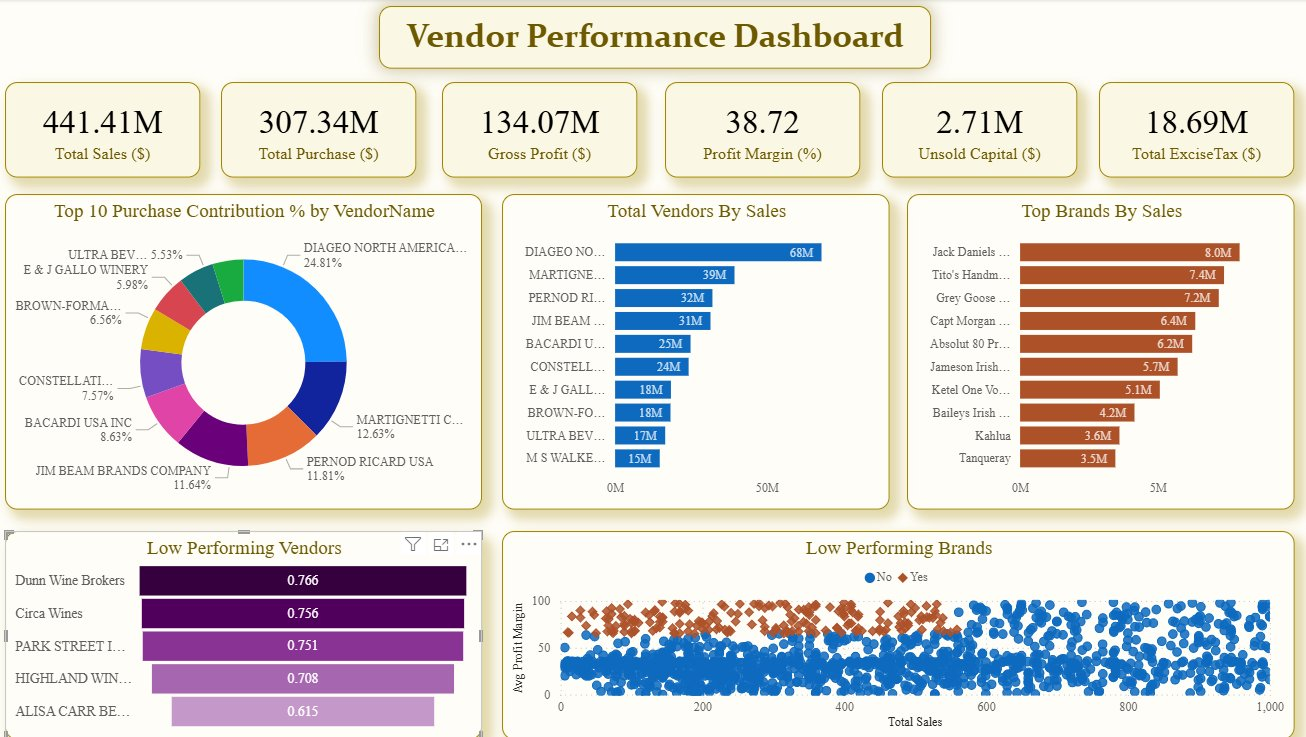 Vendor Performance Dashboard
441.41M
Total Sales ($)
307.34M
Total Purchase ($)
134.07M
Gross Profit ($)
38.72
Profit Margin (%)
2.71M
Unsold Capital ($)
18.69M
Total ExciseTax ($)
Top 10 Purchase Contribution % by VendorName
DIAGEO NORTH AMERICA...
24.81%
MARTIGNETTI C...
12.63%
PERNOD RICARD USA
11.81%
JIM BEAM BRANDS COMPANY
11.64%
BACARDI USA INC
8.63%
CONSTELLATI...
7.57%
BROWN-FORMA...
6.56%
E & J GALLO WINERY
5.98%
ULTRA BEV... 5.53%
Total Vendors By Sales
DIAGEO NO... 68M
MARTIGNE... 39M
PERNOD RI... 32M
JIM BEAM ... 31M
BACARDI U... 25M
CONSTELL... 24M
E & J GALL... 18M
BROWN-FO... 18M
ULTRA BEV... 17M
M S WALKE... 15M
0M 50M
Top Brands By Sales
Jack Daniels ... 8.0M
Tito's Handm... 7.4M
Grey Goose ... 7.2M
Capt Morgan ... 6.4M
Absolut 80 Pr... 6.2M
Jameson Irish... 5.7M
Ketel One Vo... 5.1M
Baileys Irish ... 4.2M
Kahlua 3.6M
Tanqueray 3.5M
0M 5M
Low Performing Vendors
Dunn Wine Brokers 0.766
Circa Wines 0.756
PARK STREET I... 0.751
HIGHLAND WIN... 0.708
ALISA CARR BE... 0.615
Low Performing Brands
No Yes
Avg Profit Margin
100
50
0
0 200 400 600 800 1,000
Total Sales